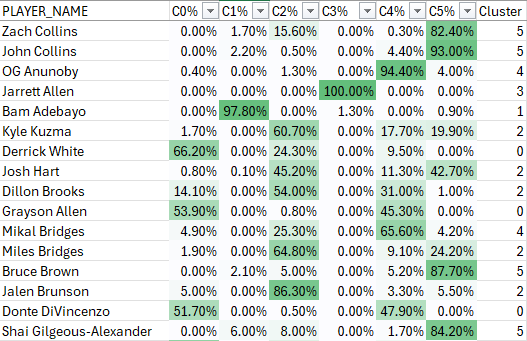 PLAYER_NAME C0% C1% C2% C3% C4% C5% Cluster
Zach Collins 0.00% 1.70% 15.60% 0.00% 0.30% 82.40% 5
John Collins 0.00% 2.20% 0.50% 0.00% 4.40% 93.00% 5
OG Anunoby 0.40% 0.00% 1.30% 0.00% 94.40% 4.00% 4
Jarrett Allen 0.00% 0.00% 0.00% 100.00% 0.00% 0.00% 3
Bam Adebayo 0.00% 97.80% 0.00% 1.30% 0.00% 0.90% 1
Kyle Kuzma 1.70% 0.00% 60.70% 0.00% 17.70% 19.90% 2
Derrick White 66.20% 0.00% 24.30% 0.00% 9.50% 0.00% 0
Josh Hart 0.80% 0.10% 45.20% 0.00% 11.30% 42.70% 2
Dillon Brooks 14.10% 0.00% 54.00% 0.00% 31.00% 1.00% 2
Grayson Allen 53.90% 0.00% 0.80% 0.00% 45.30% 0.00% 0
Mikal Bridges 4.90% 0.00% 25.30% 0.00% 65.60% 4.20% 4
Miles Bridges 1.90% 0.00% 64.80% 0.00% 9.10% 24.20% 2
Bruce Brown 0.00% 2.10% 5.00% 0.00% 5.20% 87.70% 5
Jalen Brunson 5.00% 0.00% 86.30% 0.00% 3.30% 5.50% 2
Donte DiVincenzo 51.70% 0.00% 0.50% 0.00% 47.90% 0.00% 0
Shai Gilgeous-Alexander 0.00% 6.00% 8.00% 0.00% 1.70% 84.20% 5